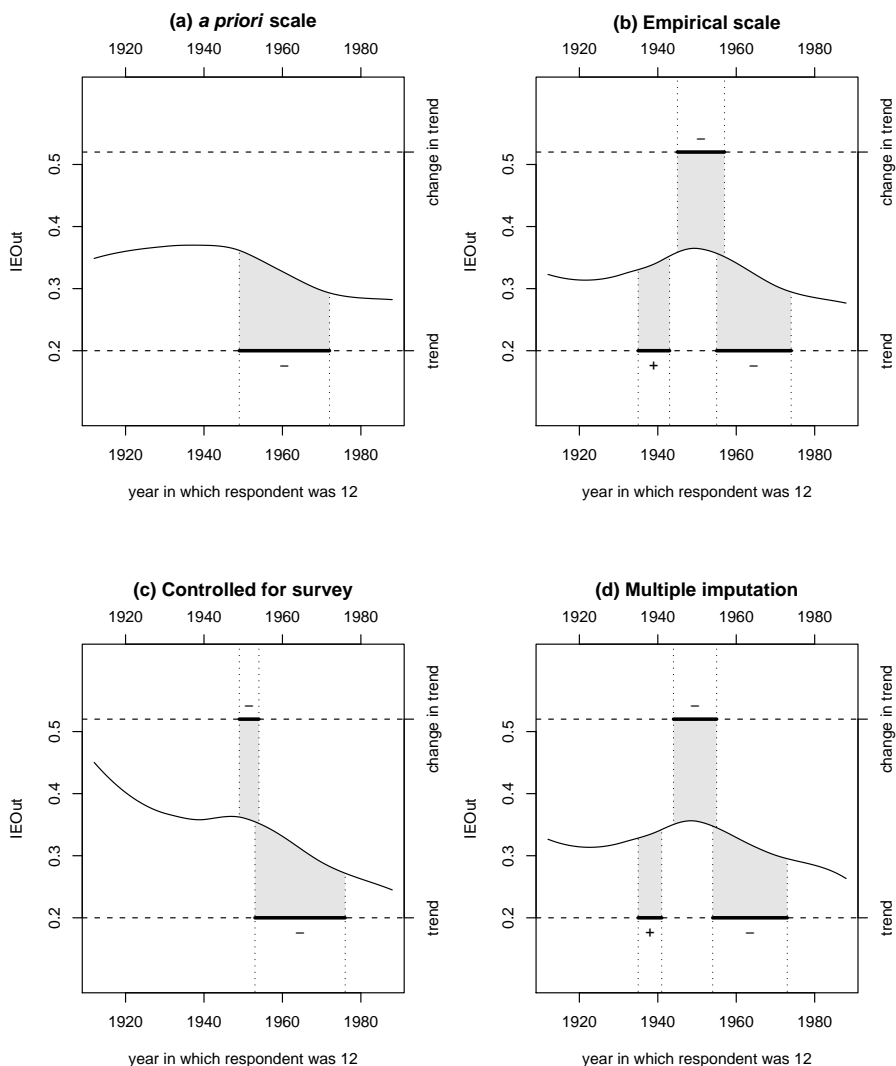 (a) a priori scale
1920 1940 1960 1980
IEOut
0.5
0.4
0.3
0.2
change in trend
trend
−
1920 1940 1960 1980
year in which respondent was 12
(b) Empirical scale
1920 1940 1960 1980
−
IEOut
0.5
0.4
0.3
0.2
change in trend
trend
+ −
1920 1940 1960 1980
year in which respondent was 12
(c) Controlled for survey
1920 1940 1960 1980
−
IEOut
0.5
0.4
0.3
0.2
change in trend
trend
−
1920 1940 1960 1980
year in which respondent was 12
(d) Multiple imputation
1920 1940 1960 1980
−
IEOut
0.5
0.4
0.3
0.2
change in trend
trend
+ −
1920 1940 1960 1980
year in which respondent was 12